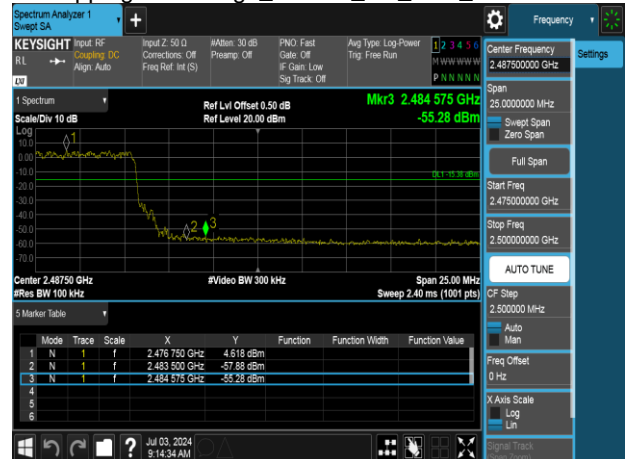 Spectrum Analyzer 1
Swept SA
+
Frequency
KEYSIGHT
RL
LXI
Input: RF
Coupling: DC
Align: Auto
Input Z: 50 Ω
Corrections: Off
Freq Ref: Int (S)
#Atten: 30 dB
Preamp: Off
PNO: Fast
Gate: Off
IF Gain: Low
Sig Track: Off
Avg Type: Log-Power
Trig: Free Run
1 2 3 4 5 6
M W W W W W
P N N N N N
Center Frequency
2.487500000 GHz
Settings
Span
25.0000000 MHz
Swept Span
Zero Span
Full Span
Start Freq
2.475000000 GHz
Stop Freq
2.500000000 GHz
AUTO TUNE
CF Step
2.500000 MHz
Auto
Man
Freq Offset
0 Hz
X Axis Scale
Log
Lin
Signal Track
(Span Zoom)
1 Spectrum
Scale/Div 10 dB
Ref Lvl Offset 0.50 dB
Ref Level 20.00 dBm
Mkr3 2.484 575 GHz
-55.28 dBm
Log
10.0
0.00
-10.0
-20.0
-30.0
-40.0
-50.0
-60.0
-70.0
1
2
3
DL1 -15.38 dBm
Center 2.48750 GHz
#Res BW 100 kHz
#Video BW 300 kHz
Span 25.00 MHz
Sweep 2.40 ms (1001 pts)
5 Marker Table
Mode Trace Scale X Y Function Function Width Function Value
1 N 1 f 2.476 750 GHz 4.618 dBm
2 N 1 f 2.483 500 GHz -57.88 dBm
3 N 1 f 2.484 575 GHz -55.28 dBm
4
5
6
?
Jul 03, 2024
9:14:34 AM